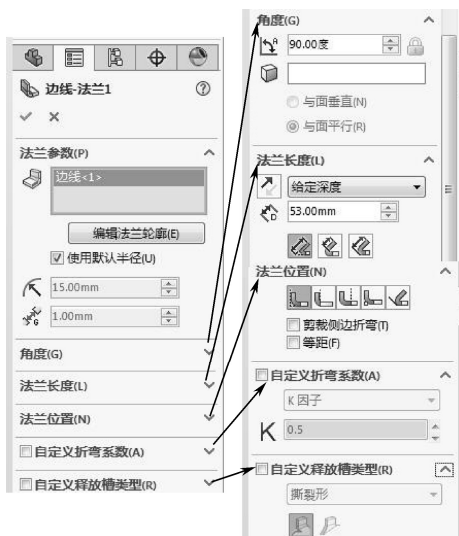 边线-法兰1
法兰参数(P)
边线<1>
编辑法兰轮廓(E)
使用默认半径(U)
15.00mm
G
1.00mm
角度(G)
法兰长度(L)
法兰位置(N)
自定义折弯系数(A)
自定义释放槽类型(R)
角度(G)
90.00度
与面垂直(N)
与面平行(R)
法兰长度(L)
给定深度
D
53.00mm
法兰位置(N)
剪裁侧边折弯(T)
等距(F)
自定义折弯系数(A)
K因子
K 0.5
自定义释放槽类型(R)
撕裂形